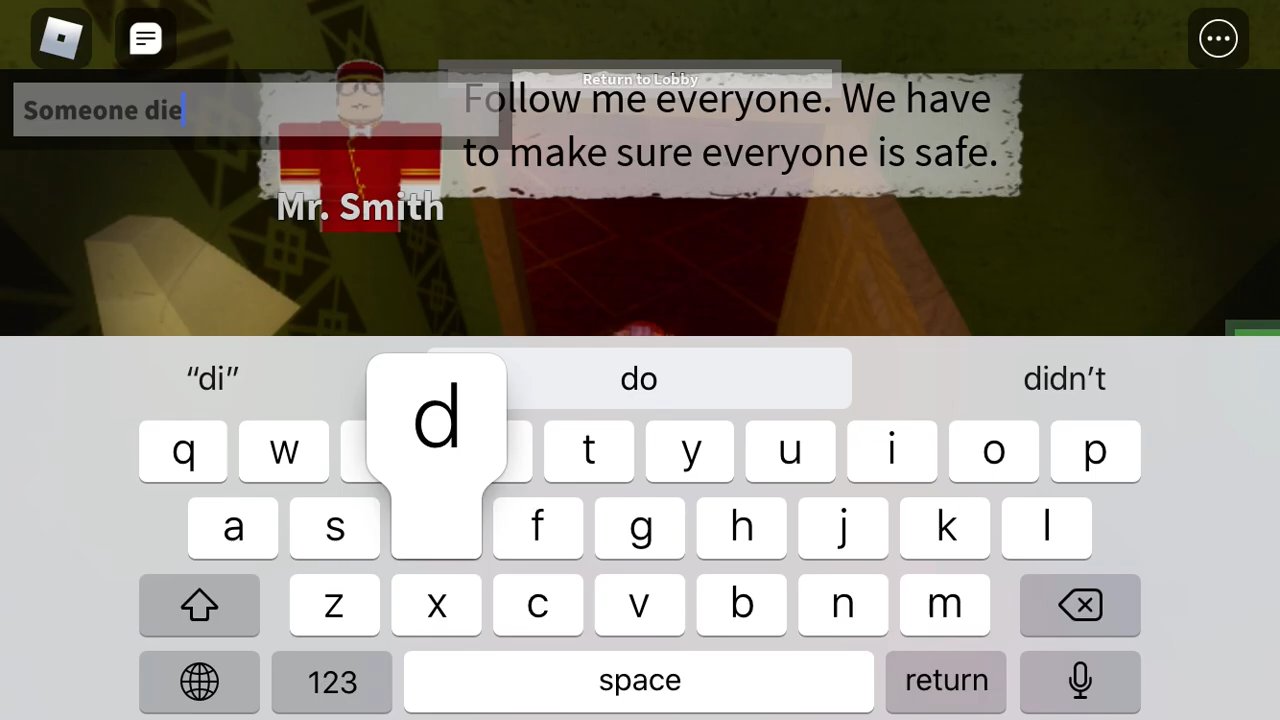 Return to Lobby
Someone die
Follow me everyone. We have
to make sure everyone is safe.
Mr. Smith
“di”
do
didn’t
d
q w t y u i o p
a s f g h j k l
z x c v b n m
123 space return